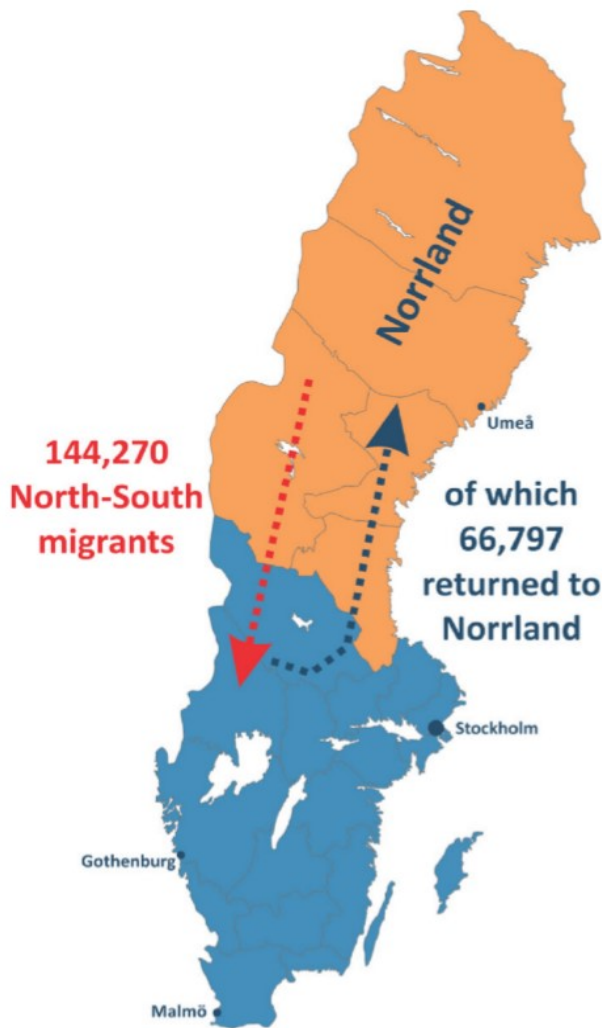 Norrland
Umeå
144,270
North-South
migrants
of which
66,797
returned to
Norrland
Stockholm
Gothenburg
Malmö